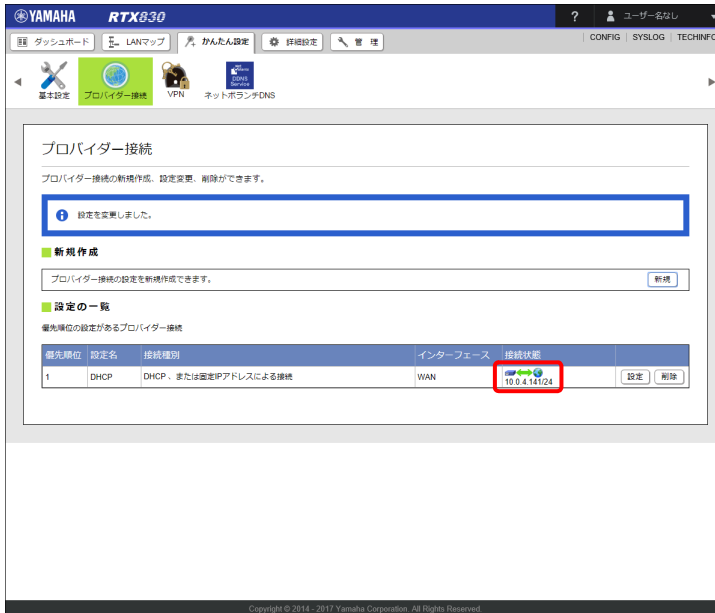 YAMAHA RTX830 ? ユーザー名なし
ダッシュボード LANマップ かんたん設定 詳細設定 管 理 CONFIG SYSLOG TECHINFO
基本設定 プロバイダー接続 VPN DDNS Service ネットボランチDNS
プロバイダー接続
プロバイダー接続の新規作成、設定変更、削除ができます。
設定を変更しました。
新規作成
プロバイダー接続の設定を新規作成できます。 新規
設定の一覧
優先順位の設定があるプロバイダー接続
優先順位 設定名 接続種別 インターフェース 接続状態
1 DHCP DHCP 、または固定IPアドレスによる接続 WAN 10.0.4.141/24 設定 削除
Copyright © 2014 - 2017 Yamaha Corporation. All Rights Reserved.